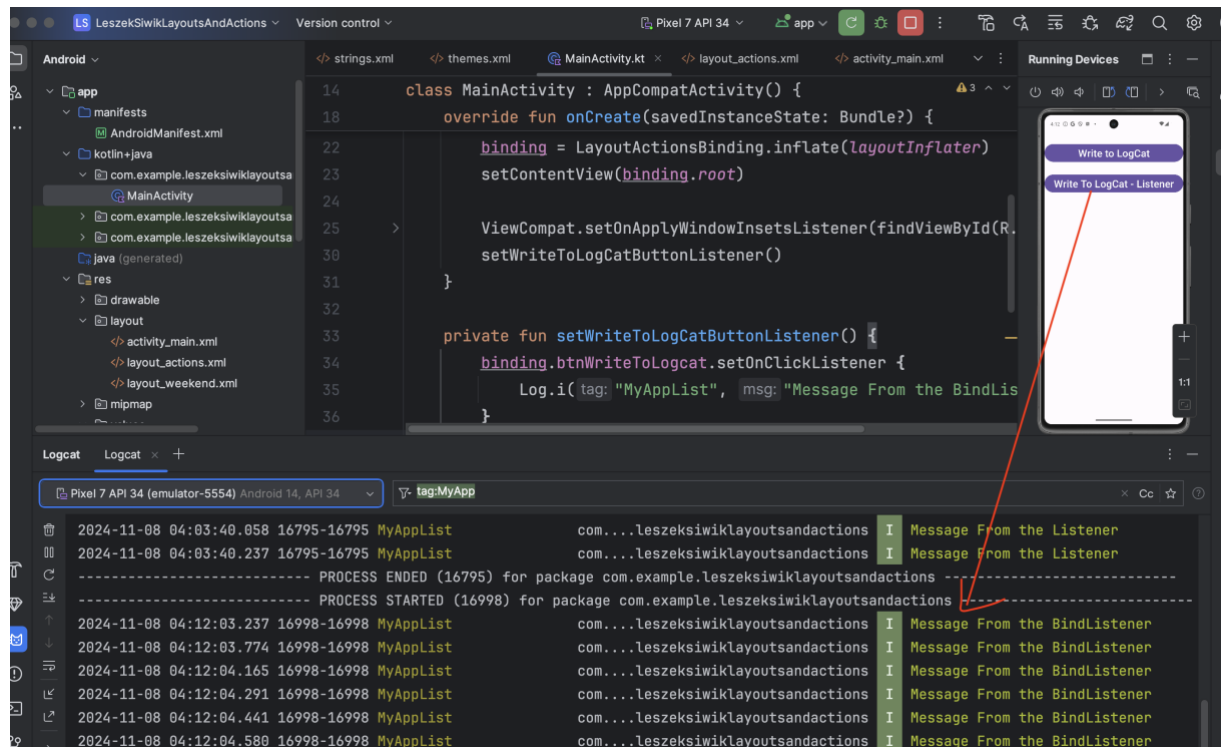 LS LeszekSiwikLayoutsAndActions Version control Pixel 7 API 34 app
Android
app
manifests
AndroidManifest.xml
kotlin+java
com.example.leszeksiwiklayoutsa
MainActivity
com.example.leszeksiwiklayoutsa
com.example.leszeksiwiklayoutsa
java (generated)
res
drawable
layout
activity_main.xml
layout_actions.xml
layout_weekend.xml
mipmap
strings.xml themes.xml MainActivity.kt × layout_actions.xml activity_main.xml
14 class MainActivity : AppCompatActivity() { 3
18 override fun onCreate(savedInstanceState: Bundle?) {
22 binding = LayoutActionsBinding.inflate(layoutInflater)
23 setContentView(binding.root)
24
25 ViewCompat.setOnApplyWindowInsetsListener(findViewById(R.
30 setWriteToLogCatButtonListener()
31 }
32
33 private fun setWriteToLogCatButtonListener() {
34 binding.btnWriteToLogcat.setOnClickListener {
35 Log.i( tag: "MyAppList", msg: "Message From the BindLis
36 }
Running Devices
4:12
Write to LogCat
Write To LogCat - Listener
1:1
Logcat Logcat × +
Pixel 7 API 34 (emulator-5554) Android 14, API 34 tag:MyApp × Cc
2024-11-08 04:03:40.058 16795-16795 MyAppList com....leszeksiwiklayoutsandactions I Message From the Listener
2024-11-08 04:03:40.237 16795-16795 MyAppList com....leszeksiwiklayoutsandactions I Message From the Listener
---------------------------- PROCESS ENDED (16795) for package com.example.leszeksiwiklayoutsandactions ----------------------------
---------------------------- PROCESS STARTED (16998) for package com.example.leszeksiwiklayoutsandactions ----------------------------
2024-11-08 04:12:03.237 16998-16998 MyAppList com....leszeksiwiklayoutsandactions I Message From the BindListener
2024-11-08 04:12:03.774 16998-16998 MyAppList com....leszeksiwiklayoutsandactions I Message From the BindListener
2024-11-08 04:12:04.165 16998-16998 MyAppList com....leszeksiwiklayoutsandactions I Message From the BindListener
2024-11-08 04:12:04.291 16998-16998 MyAppList com....leszeksiwiklayoutsandactions I Message From the BindListener
2024-11-08 04:12:04.441 16998-16998 MyAppList com....leszeksiwiklayoutsandactions I Message From the BindListener
2024-11-08 04:12:04.580 16998-16998 MyAppList com....leszeksiwiklayoutsandactions I Message From the BindListener